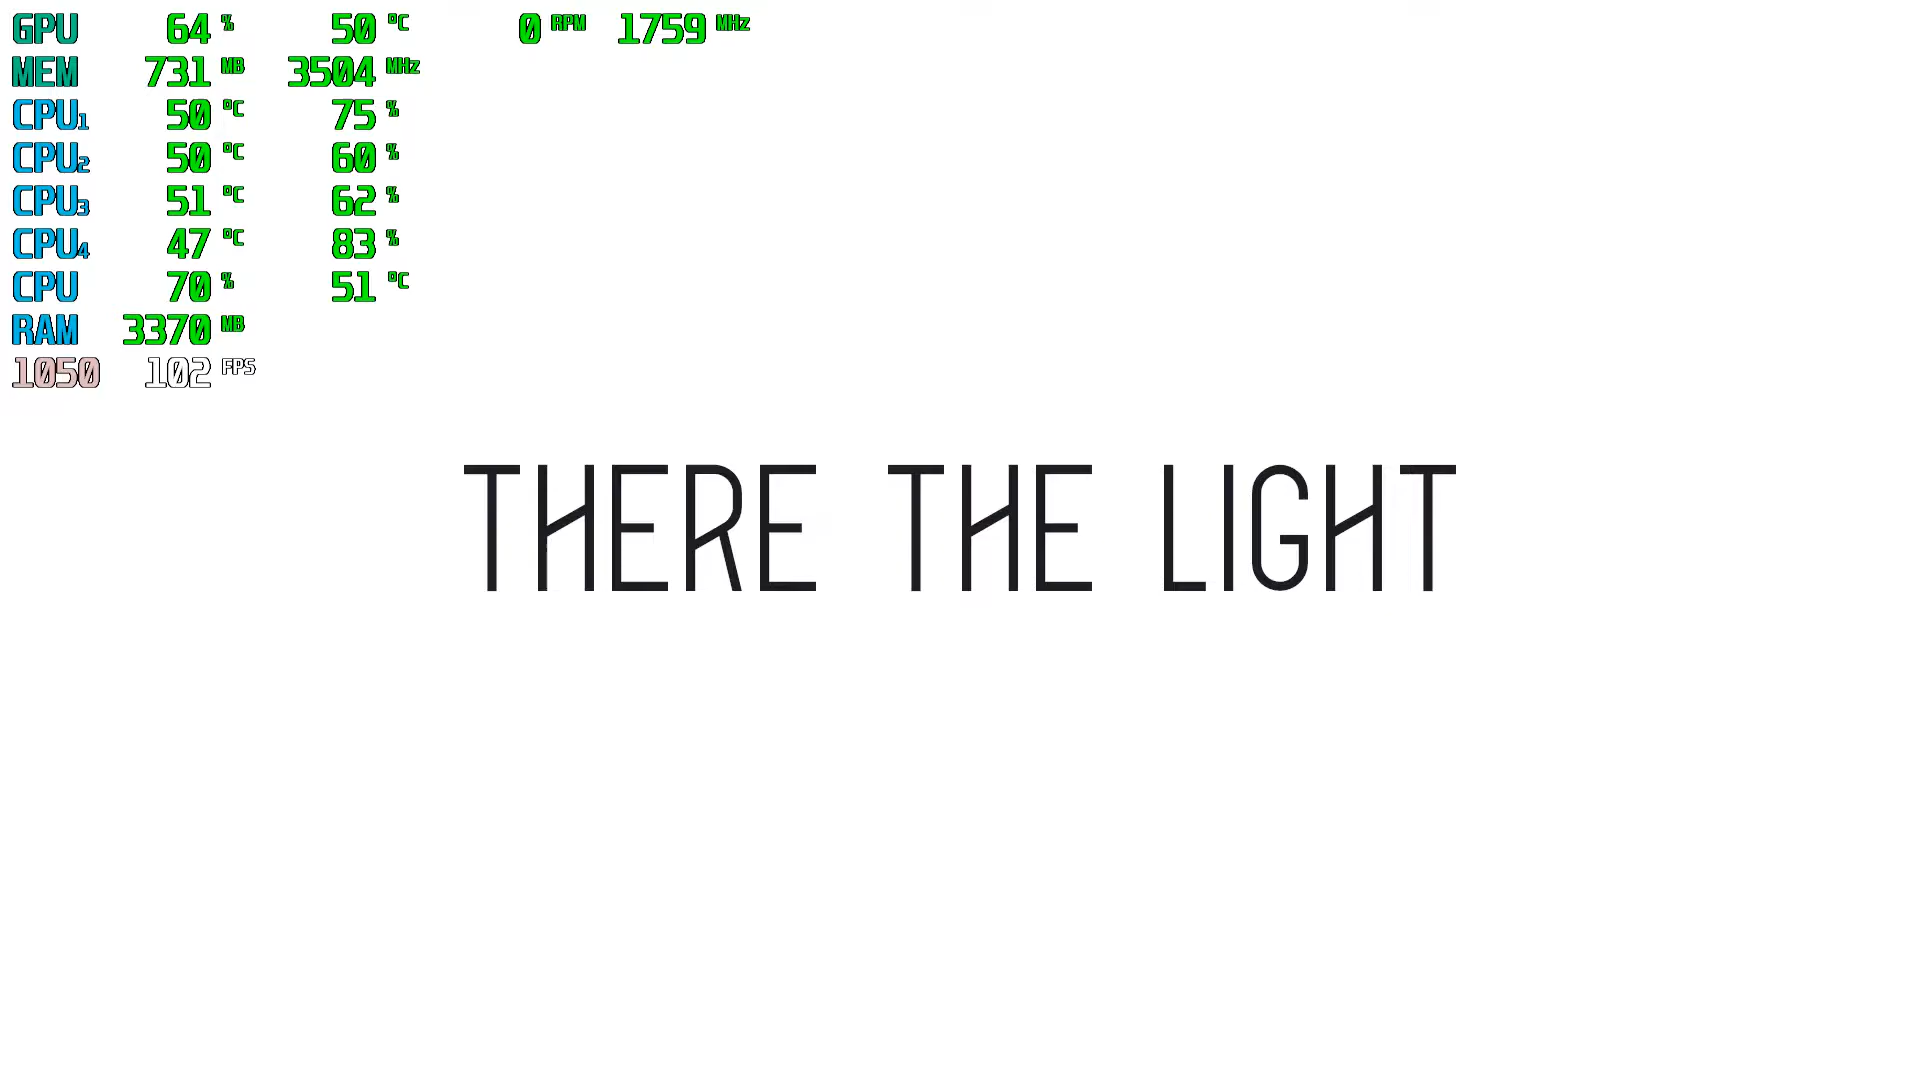 GPU 64 % 50 °C 0 RPM 1759 MHz
MEM 731 MB 3504 MHz
CPU1 50 °C 75 %
CPU2 50 °C 60 %
CPU3 51 °C 62 %
CPU4 47 °C 83 %
CPU 70 % 51 °C
RAM 3370 MB
1050 102 FPS
THERE THE LIGHT